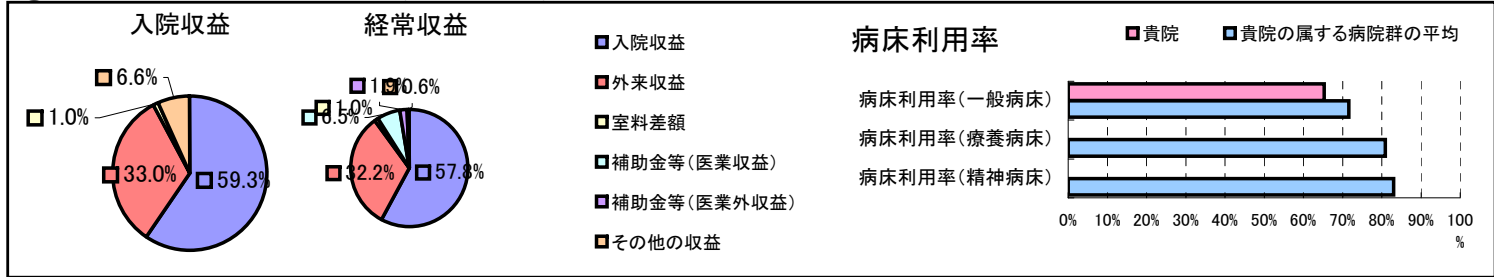 入院収益
6.6%
1.0%
33.0%
59.3%
経常収益
0.6%
1.0%
32.2%
57.8%
入院収益
外来収益
室料差額
補助金等(医業収益)
補助金等(医業外収益)
その他の収益
病床利用率
貴院
貴院の属する病院群の平均
病床利用率(一般病床)
病床利用率(療養病床)
病床利用率(精神病床)
0% 10% 20% 30% 40% 50% 60% 70% 80% 90% 100
%